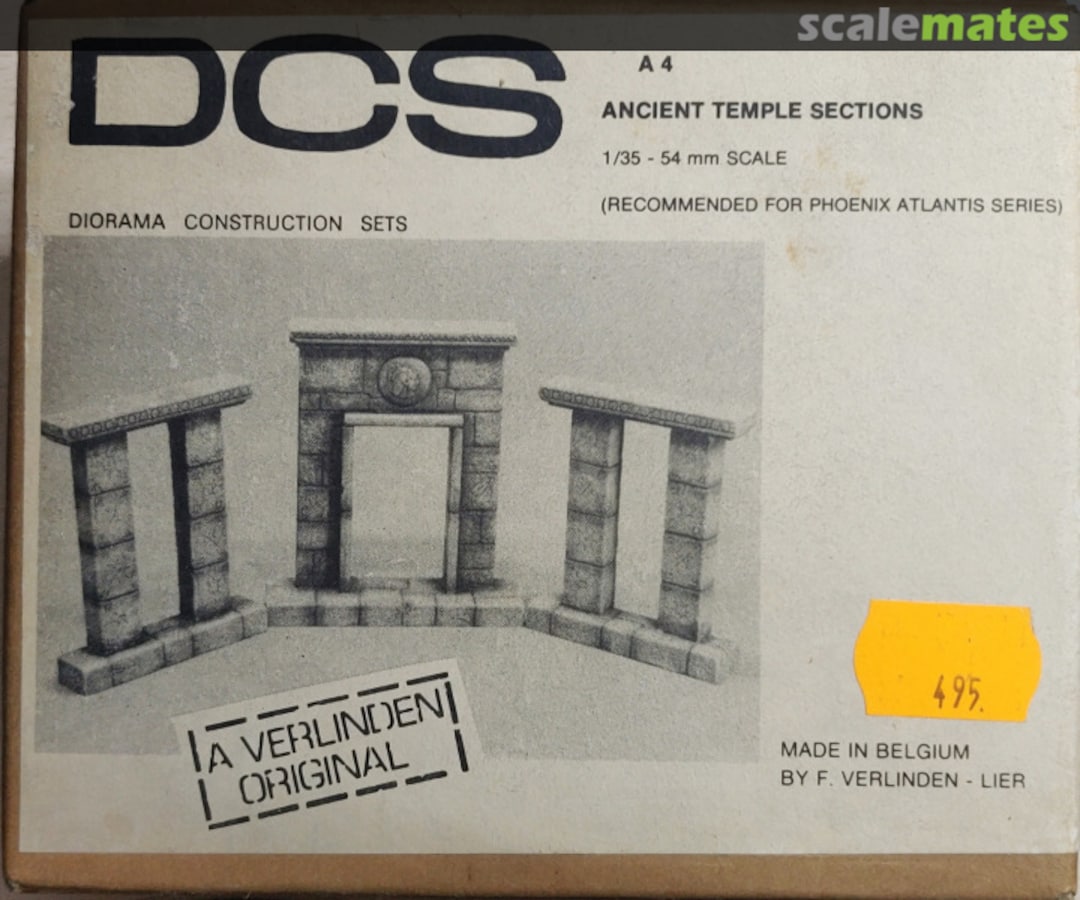 scalemates
DCS
A 4
ANCIENT TEMPLE SECTIONS
1/35 - 54 mm SCALE
(RECOMMENDED FOR PHOENIX ATLANTIS SERIES)
DIORAMA CONSTRUCTION SETS
A VERLINDEN
ORIGINAL
495.
MADE IN BELGIUM
BY F. VERLINDEN - LIER